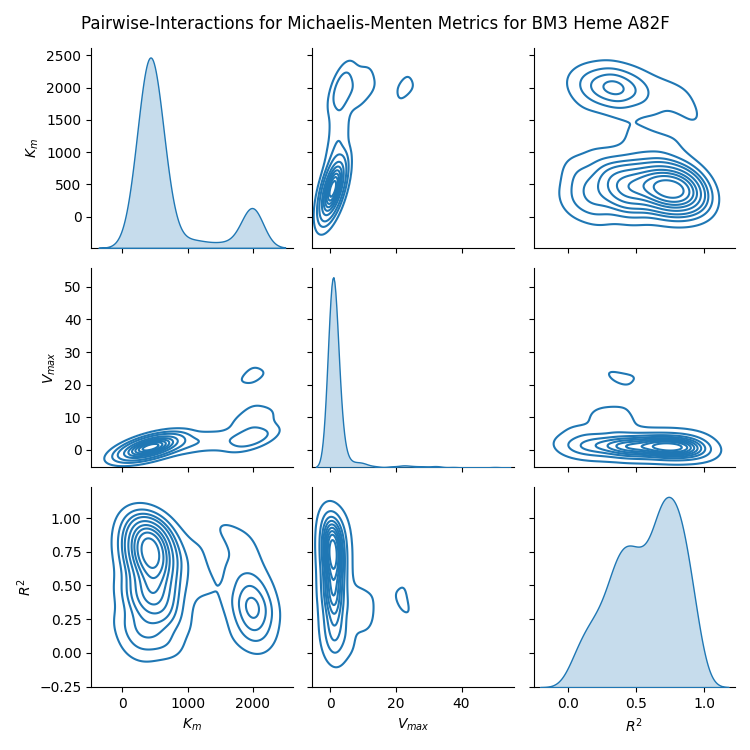 Pairwise-Interactions for Michaelis-Menten Metrics for BM3 Heme A82F
2500
2000
1500
1000
500
0
K_m
50
40
30
20
10
0
V_max
1.00
0.75
0.50
0.25
0.00
−0.25
R²
0 1000 2000
K_m
0 20 40
V_max
0.0 0.5 1.0
R²